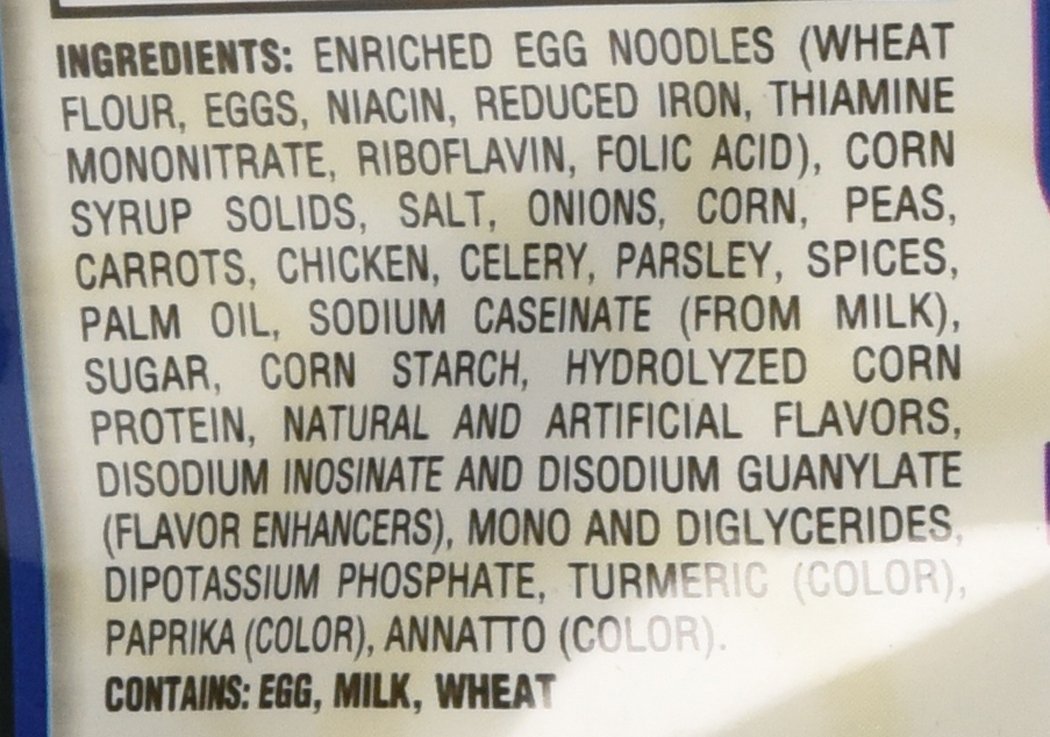 INGREDIENTS: ENRICHED EGG NOODLES (WHEAT
FLOUR, EGGS, NIACIN, REDUCED IRON, THIAMINE
MONONITRATE, RIBOFLAVIN, FOLIC ACID), CORN
SYRUP SOLIDS, SALT, ONIONS, CORN, PEAS,
CARROTS, CHICKEN, CELERY, PARSLEY, SPICES,
PALM OIL, SODIUM CASEINATE (FROM MILK),
SUGAR, CORN STARCH, HYDROLYZED CORN
PROTEIN, NATURAL AND ARTIFICIAL FLAVORS,
DISODIUM INOSINATE AND DISODIUM GUANYLATE
(FLAVOR ENHANCERS), MONO AND DIGLYCERIDES,
DIPOTASSIUM PHOSPHATE, TURMERIC (COLOR),
PAPRIKA (COLOR), ANNATTO (COLOR).
CONTAINS: EGG, MILK, WHEAT